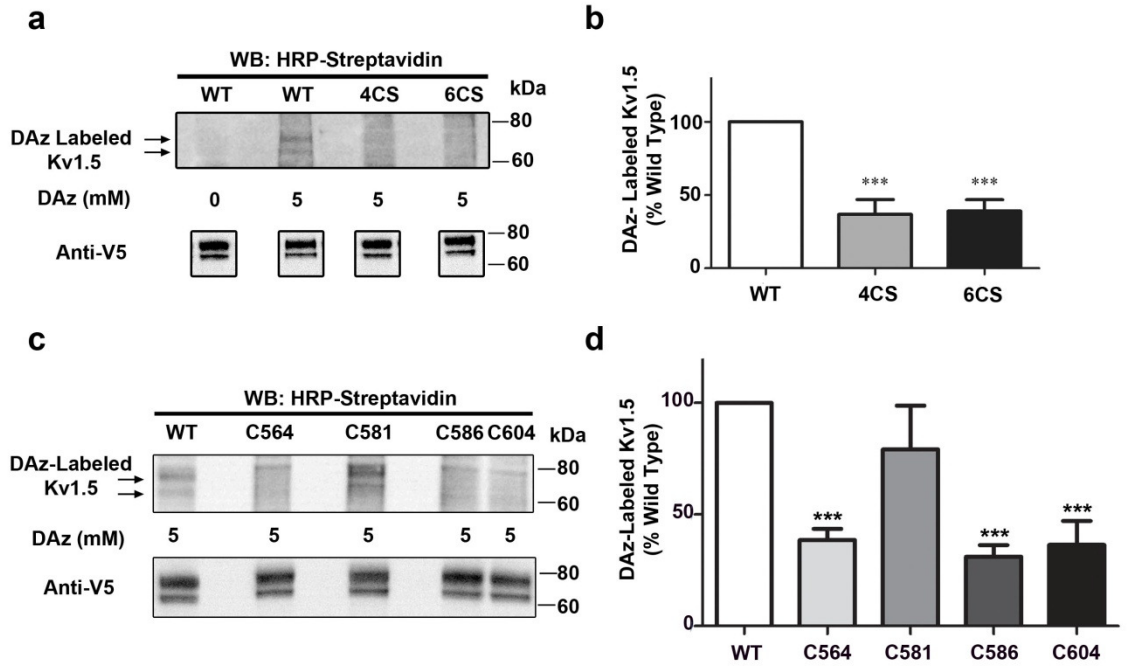 a
WB: HRP-Streptavidin
WT WT 4CS 6CS kDa
DAz Labeled
Kv1.5
80
60
DAz (mM) 0 5 5 5
Anti-V5
80
60
b
DAz- Labeled Kv1.5
(% Wild Type)
100
50
0
*** ***
WT 4CS 6CS
c
WB: HRP-Streptavidin
WT C564 C581 C586 C604 kDa
DAz-Labeled
Kv1.5
80
60
DAz (mM) 5 5 5 5 5
Anti-V5
80
60
d
DAz-Labeled Kv1.5
(% Wild Type)
100
50
0
*** *** ***
WT C564 C581 C586 C604